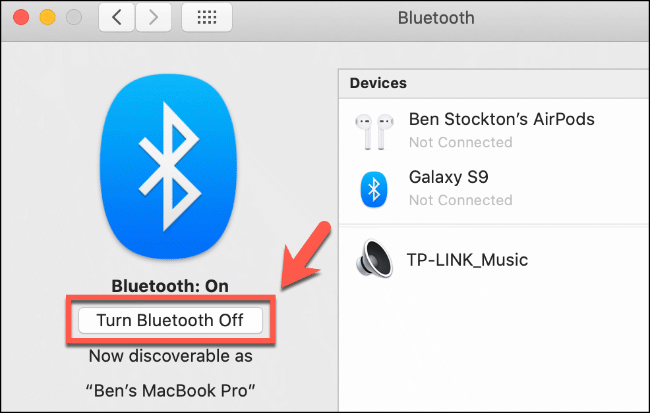 Bluetooth
Devices
Ben Stockton’s AirPods
Not Connected
Galaxy S9
Not Connected
TP-LINK_Music
Bluetooth: On
Turn Bluetooth Off
Now discoverable as
“Ben’s MacBook Pro”